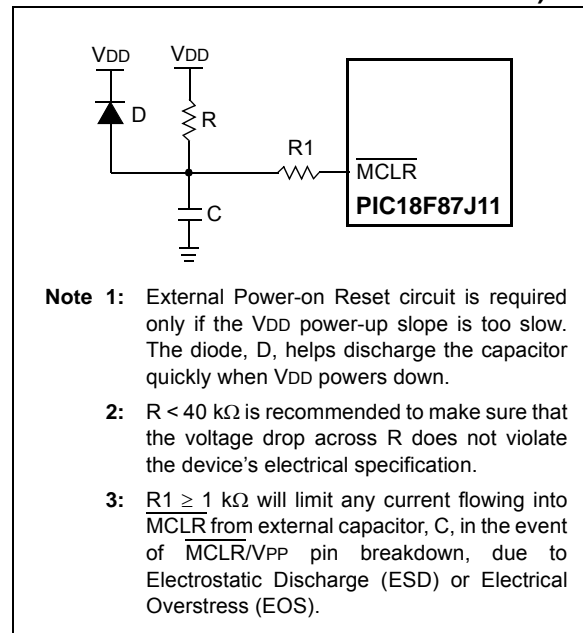 VDD VDD
D
R
R1
MCLR
PIC18F87J11
C
Note 1: External Power-on Reset circuit is required
only if the VDD power-up slope is too slow.
The diode, D, helps discharge the capacitor
quickly when VDD powers down.
2: R < 40 kΩ is recommended to make sure that
the voltage drop across R does not violate
the device's electrical specification.
3: R1 ≥ 1 kΩ will limit any current flowing into
MCLR from external capacitor, C, in the event
of MCLR/VPP pin breakdown, due to
Electrostatic Discharge (ESD) or Electrical
Overstress (EOS).